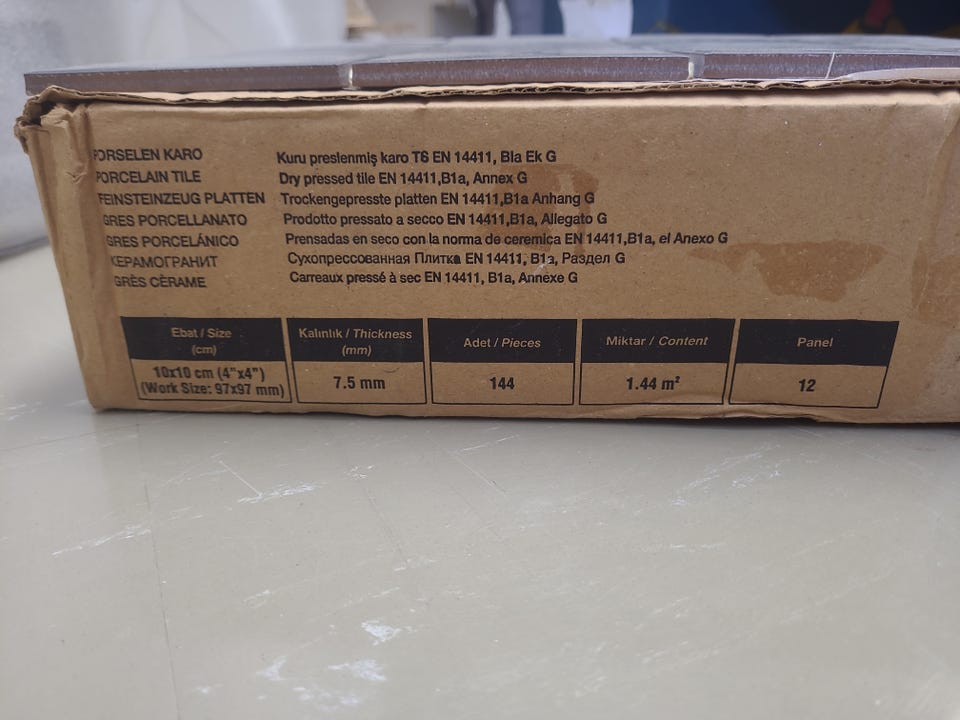 PORSELEN KARO Kuru preslenmiş karo TS EN 14411, Bla Ek G
PORCELAIN TILE Dry pressed tile EN 14411,B1a, Annex G
FEINSTEINZEUG PLATTEN Trockengepresste platten EN 14411,B1a Anhang G
GRES PORCELLANATO Prodotto pressato a secco EN 14411,B1a, Allegato G
GRES PORCELÁNICO Prensadas en seco con la norma de ceremica EN 14411,B1a, el Anexo G
КЕРАМОГРАНИТ Сухопрессованная Плитка EN 14411, B1a, Раздел G
GRÈS CÈRAME Carreaux pressé à sec EN 14411, B1a, Annexe G
Ebat / Size (cm) Kalınlık / Thickness (mm) Adet / Pieces Miktar / Content Panel
10x10 cm (4"x4") 7.5 mm 144 1.44 m² 12
(Work Size: 97x97 mm)